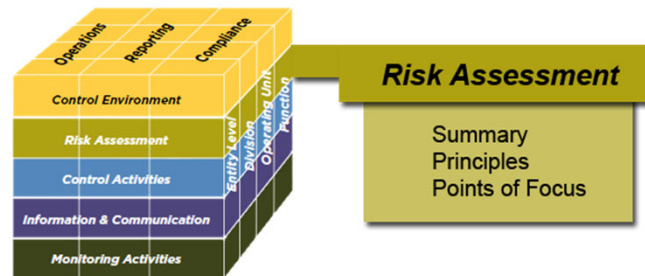 Operations
Reporting
Compliance
Control Environment
Risk Assessment
Control Activities
Information & Communication
Monitoring Activities
Entity Level
Division
Operating Unit
Function
Risk Assessment
Summary
Principles
Points of Focus